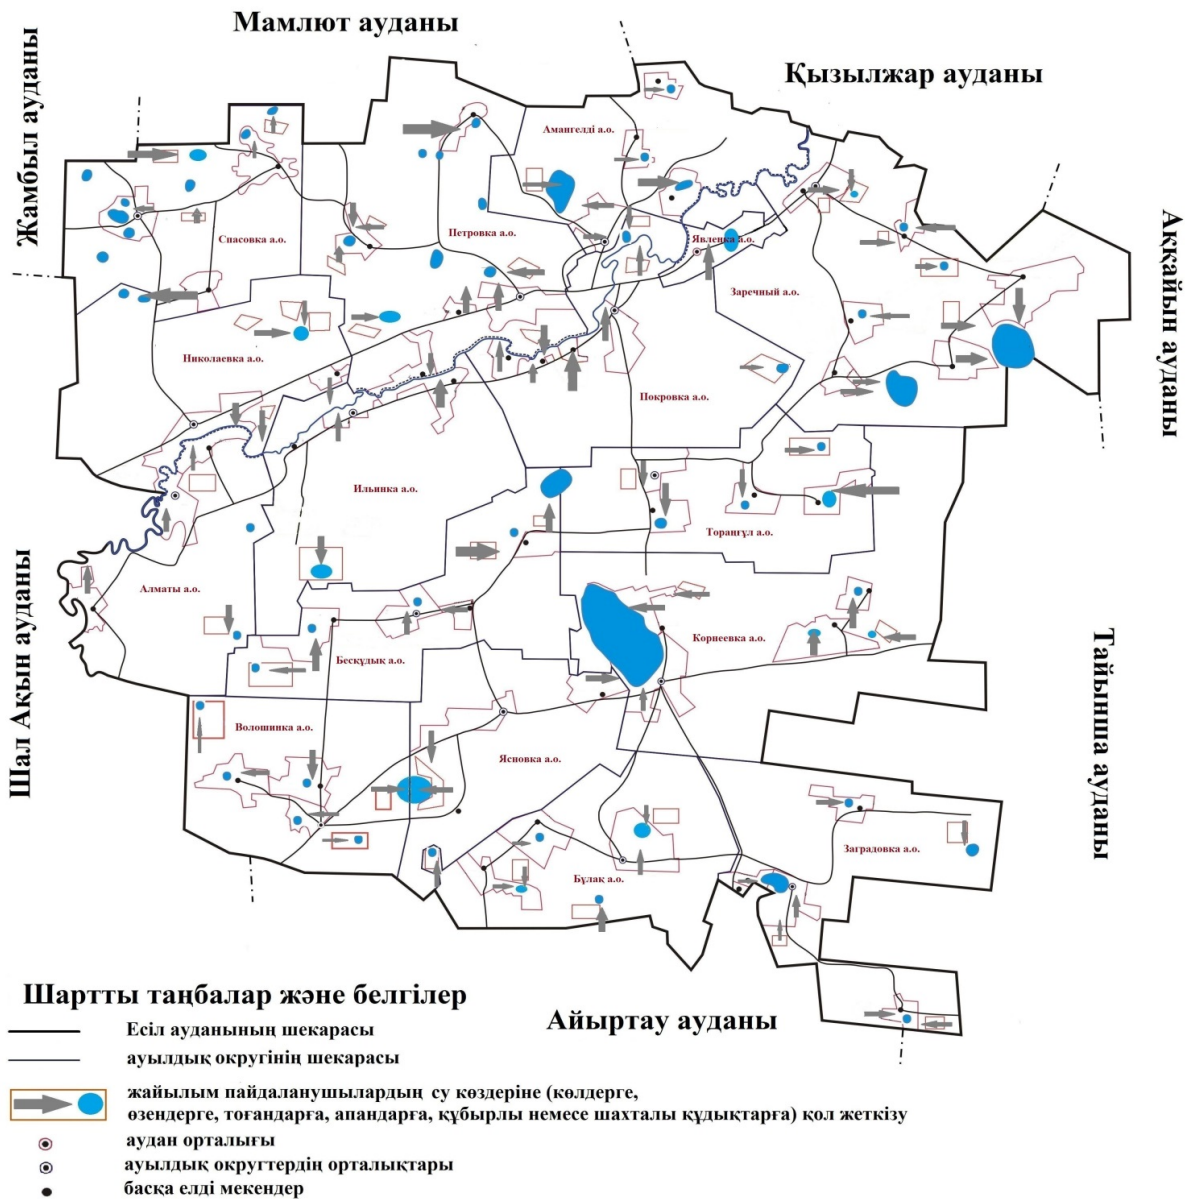 Мамлют ауданы
Қызылжар ауданы
Жамбыл ауданы
Аққайын ауданы
Амангелді а.о.
Спасовка а.о.
Петровка а.о.
Явленка а.о.
Заречный а.о.
Николаевка а.о.
Покровка а.о.
Ильинка а.о.
Торанғұл а.о.
Алматы а.о.
Корнеевка а.о.
Бесқұдық а.о.
Шал Ақын ауданы
Тайынша ауданы
Волошинка а.о.
Ясновка а.о.
Заградовка а.о.
Бұлақ а.о.
Айыртау ауданы
Шартты таңбалар және белгілер
Есіл ауданының шекарасы
ауылдық округінің шекарасы
жайылым пайдаланушылардың су көздеріне (көлдерге,
өзендерге, тоғандарға, апандарға, құбырлы немесе шахталы құдықтарға) қол жеткізу
аудан орталығы
ауылдық округтердің орталықтары
басқа елді мекендер